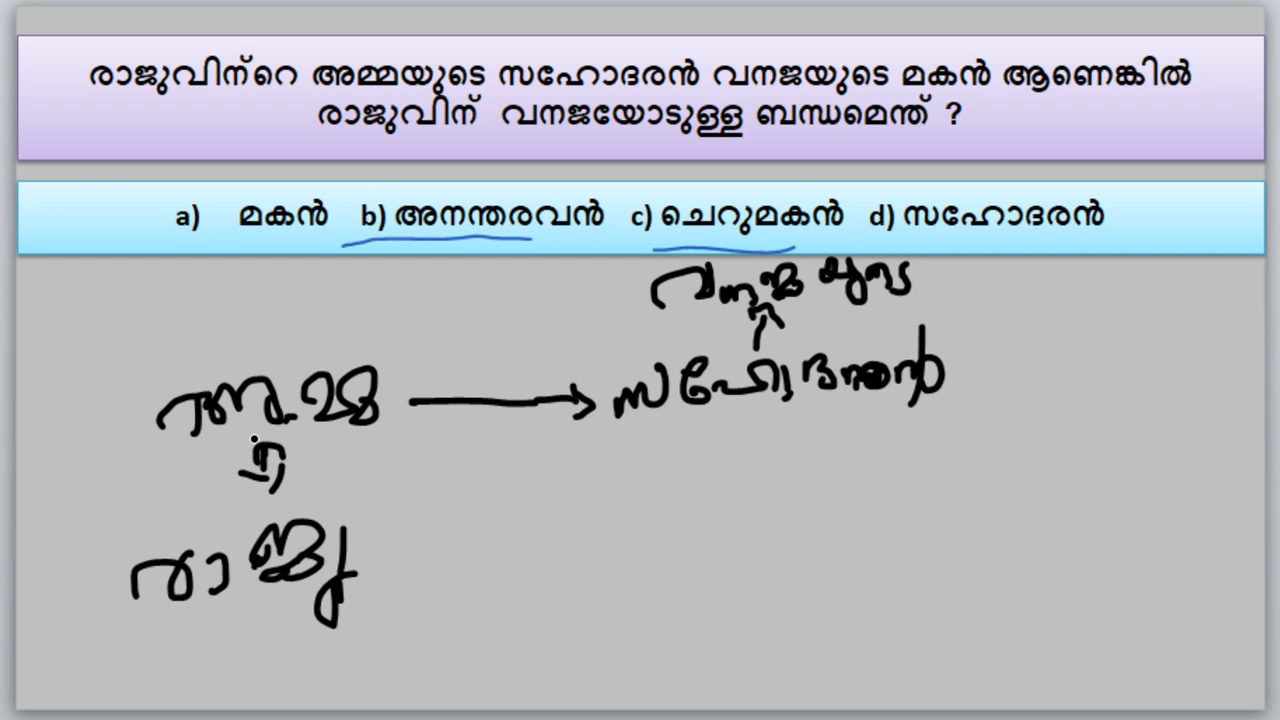 രാജുവിന്റെ അമ്മയുടെ സഹോദരൻ വനജയുടെ മകൻ ആണെങ്കിൽ
രാജുവിന് വനജയോടുള്ള ബന്ധമെന്ത് ?
a) മകൻ b) അനന്തരവൻ c) ചെറുമകൻ d) സഹോദരൻ
വനജയുടെ
അമ്മ → സഹോദരൻ
രാജു